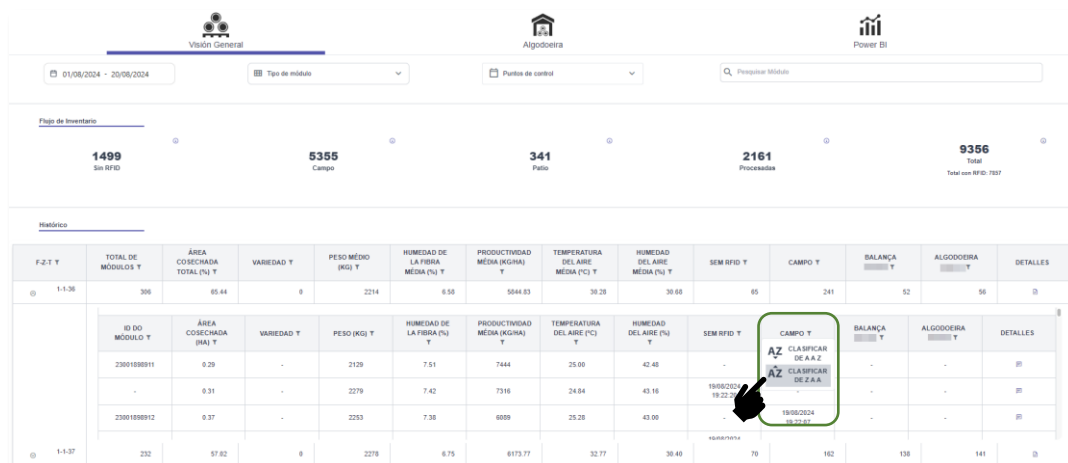 Visión General
Algodoeira
Power BI
01/08/2024 - 20/08/2024
Tipo de módulo
Puntos de control
Pesquisar Módulo
Flujo de Inventario
1499
Sin RFID
5355
Campo
341
Patio
2161
Procesadas
9356
Total
Total con RFID: 7857
Histórico
F-Z-T
TOTAL DE MÓDULOS
ÁREA COSECHADA TOTAL (%)
VARIEDAD
PESO MÉDIO (KG)
HUMEDAD DE LA FIBRA MÉDIA (%)
PRODUCTIVIDAD MÉDIA (KG/HA)
TEMPERATURA DEL AIRE MÉDIA (°C)
HUMEDAD DEL AIRE MÉDIA (%)
SEM RFID
CAMPO
BALANÇA
ALGODOEIRA
DETALLES
1-1-36 306 65.44 0 2214 6.58 5844.83 30.28 30.68 65 241 52 56
ID DO MÓDULO
ÁREA COSECHADA (HA)
VARIEDAD
PESO (KG)
HUMEDAD DE LA FIBRA (%)
PRODUCTIVIDAD MÉDIA (KG/HA)
TEMPERATURA DEL AIRE (°C)
HUMEDAD DEL AIRE (%)
SEM RFID
CAMPO
BALANÇA
ALGODOEIRA
DETALLES
AZ CLASIFICAR DE A A Z
AZ CLASIFICAR DE Z A A
23001898911 0.29 - 2129 7.51 7444 25.00 42.48 - - -
- 0.31 - 2279 7.42 7316 24.84 43.16 19/08/2024 - - -
23001898912 0.37 - 2253 7.38 6089 25.28 43.00 - 19/08/2024 19:22:07 - -
19/08/2024
1-1-37 232 57.02 0 2278 6.75 6173.77 32.77 30.40 70 162 138 141